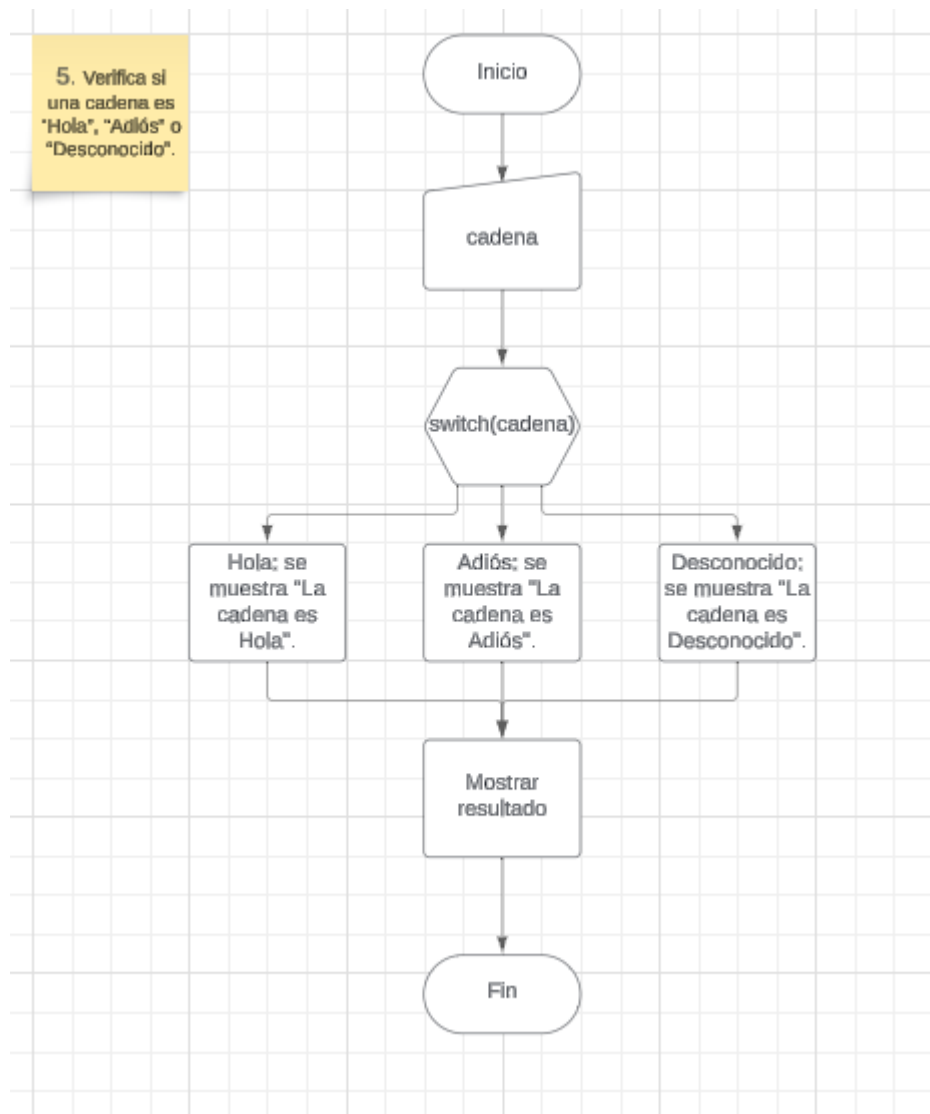 5. Verifica si
una cadena es
"Hola", "Adiós" o
"Desconocido".
Inicio
cadena
switch(cadena)
Hola; se
muestra "La
cadena es
Hola".
Adiós; se
muestra "La
cadena es
Adiós".
Desconocido;
se muestra "La
cadena es
Desconocido".
Mostrar
resultado
Fin